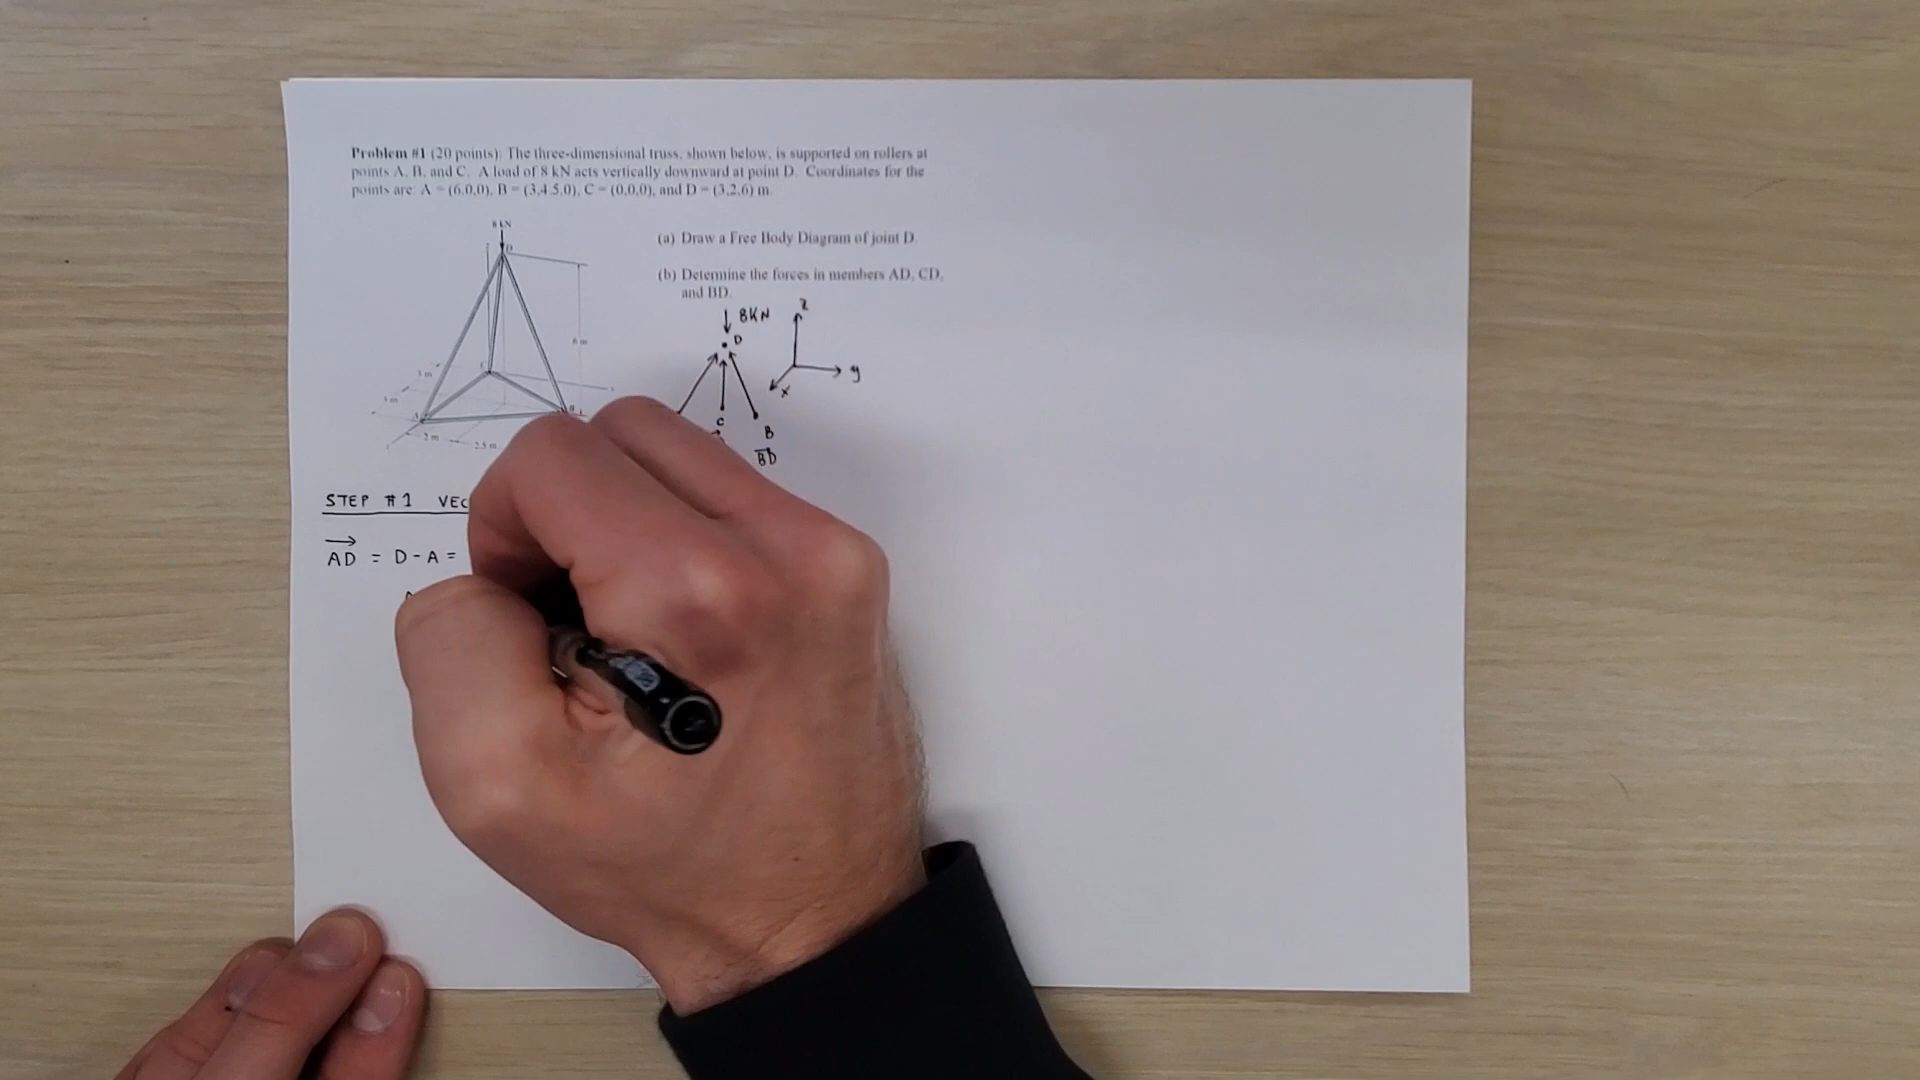 Problem #1 (20 points): The three-dimensional truss, shown below, is supported on rollers at
points A, B, and C. A load of 8 kN acts vertically downward at point D. Coordinates for the
points are: A = (6,0,0), B = (3,4.5,0), C = (0,0,0), and D = (3,2,6) m.
8 kN
D
(a) Draw a Free Body Diagram of joint D.
(b) Determine the forces in members AD, CD,
and BD.
8KN
z
D
6 m
y
x
3 m
C
3 m
A
B
2 m
2.5 m
C
B
BD
STEP #1 VEC
AD = D - A =